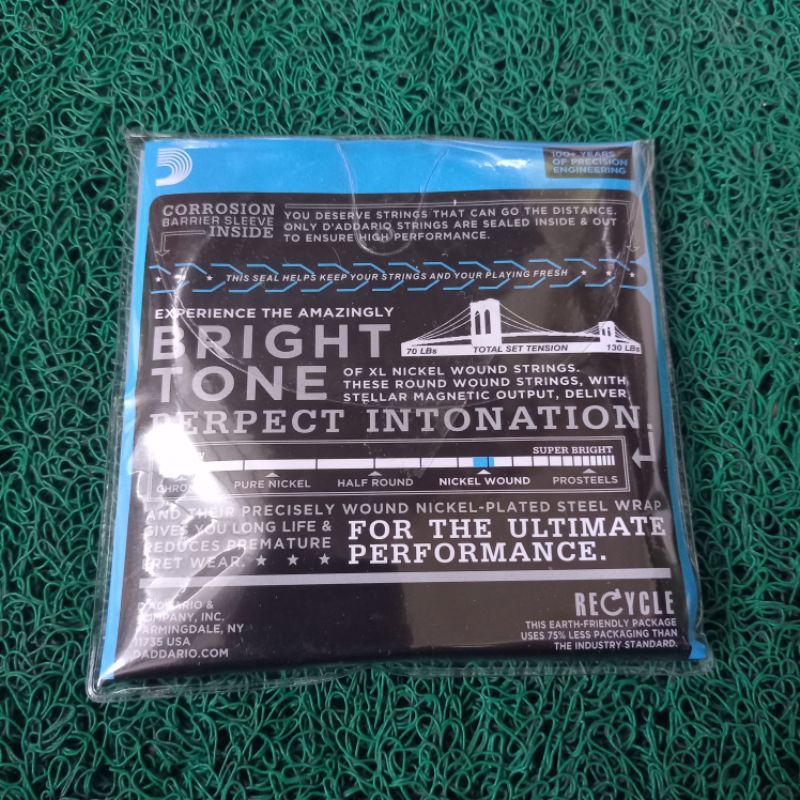 100+ YEARS
OF PRECISION
ENGINEERING
CORROSION
BARRIER SLEEVE
INSIDE
YOU DESERVE STRINGS THAT CAN GO THE DISTANCE.
ONLY D'ADDARIO STRINGS ARE SEALED INSIDE & OUT
TO ENSURE HIGH PERFORMANCE.
THIS SEAL HELPS KEEP YOUR STRINGS AND YOUR PLAYING FRESH
EXPERIENCE THE AMAZINGLY
BRIGHT
TONE
70 LBs TOTAL SET TENSION 130 LBs
OF XL NICKEL WOUND STRINGS.
THESE ROUND WOUND STRINGS, WITH
STELLAR MAGNETIC OUTPUT, DELIVER
PERFECT INTONATION.
SUPER BRIGHT
PURE NICKEL HALF ROUND NICKEL WOUND PROSTEELS
AND THEIR PRECISELY WOUND NICKEL-PLATED STEEL WRAP
GIVES YOU LONG LIFE &
REDUCES PREMATURE
FRET WEAR.
FOR THE ULTIMATE
PERFORMANCE.
D'ADDARIO &
COMPANY, INC.
FARMINGDALE, NY
11735 USA
DADDARIO.COM
RECYCLE
THIS EARTH-FRIENDLY PACKAGE
USES 75% LESS PACKAGING THAN
THE INDUSTRY STANDARD.